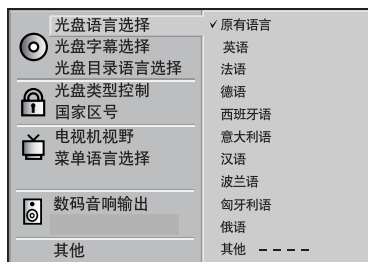 光盘语言选择
光盘字幕选择
光盘目录语言选择
光盘类型控制
国家区号
电视机视野
菜单语言选择
数码音响输出
其他
✓原有语言
英语
法语
德语
西班牙语
意大利语
汉语
波兰语
匈牙利语
俄语
其他 – – – –